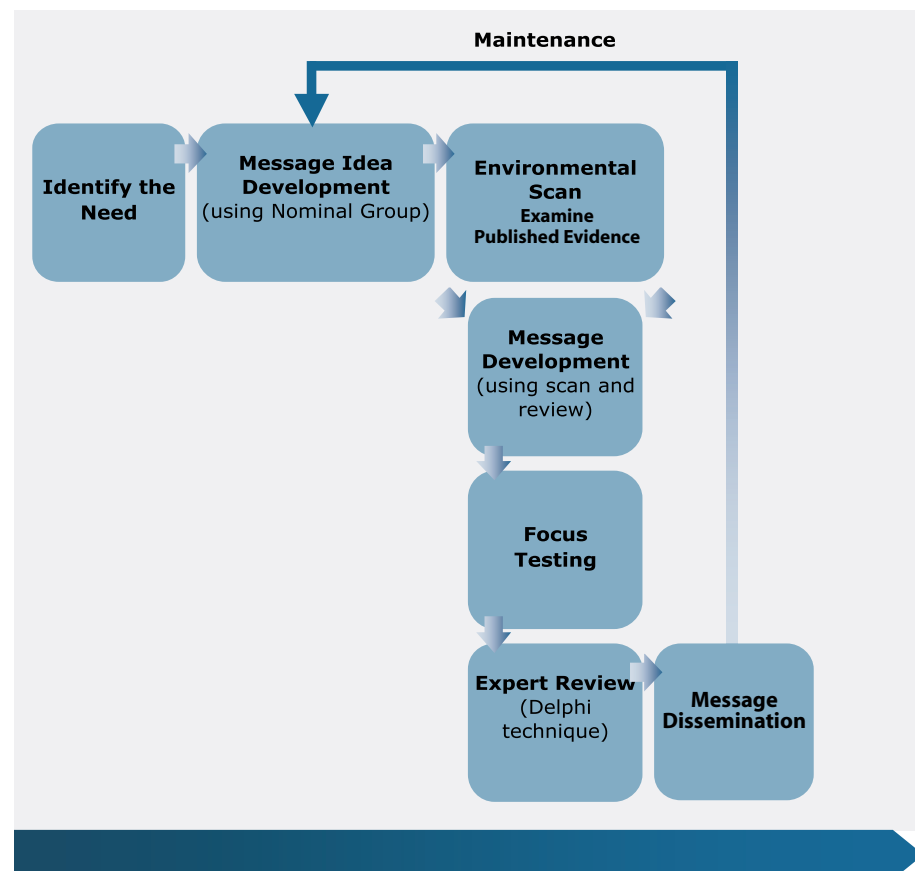 Maintenance
Identify the
Need
Message Idea
Development
(using Nominal Group)
Environmental
Scan
Examine
Published Evidence
Message
Development
(using scan and
review)
Focus
Testing
Expert Review
(Delphi
technique)
Message
Dissemination